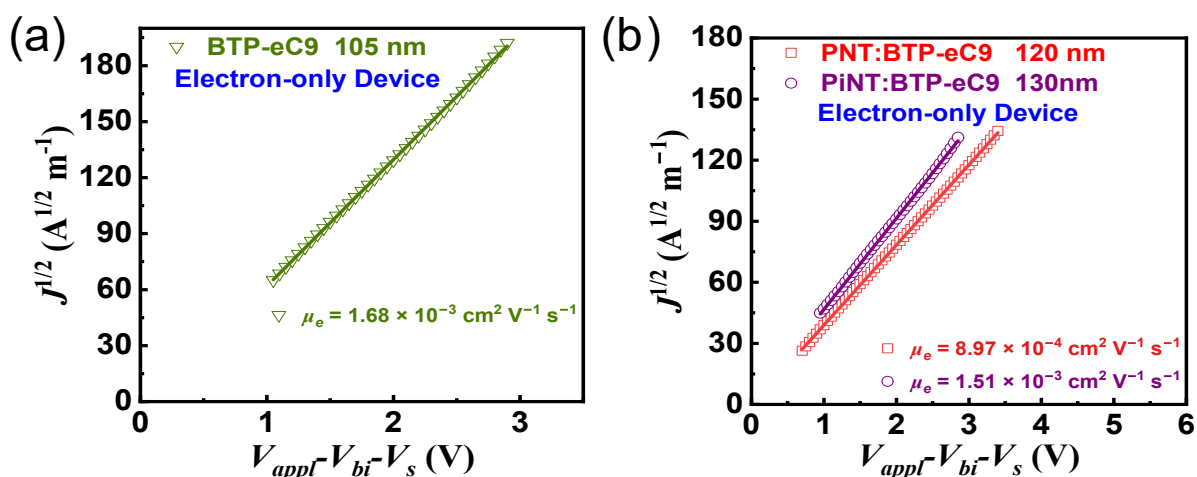 (a)
BTP-eC9 105 nm
Electron-only Device
μe = 1.68 × 10−3 cm2 V−1 s−1
J1/2 (A1/2 m-1)
180
150
120
90
60
30
0
0 1 2 3
Vappl-Vbi-Vs (V)
(b)
PNT:BTP-eC9 120 nm
PiNT:BTP-eC9 130nm
Electron-only Device
μe = 8.97 × 10−4 cm2 V−1 s−1
μe = 1.51 × 10−3 cm2 V−1 s−1
J1/2 (A1/2 m-1)
180
150
120
90
60
30
0
0 1 2 3 4 5 6
Vappl-Vbi-Vs (V)